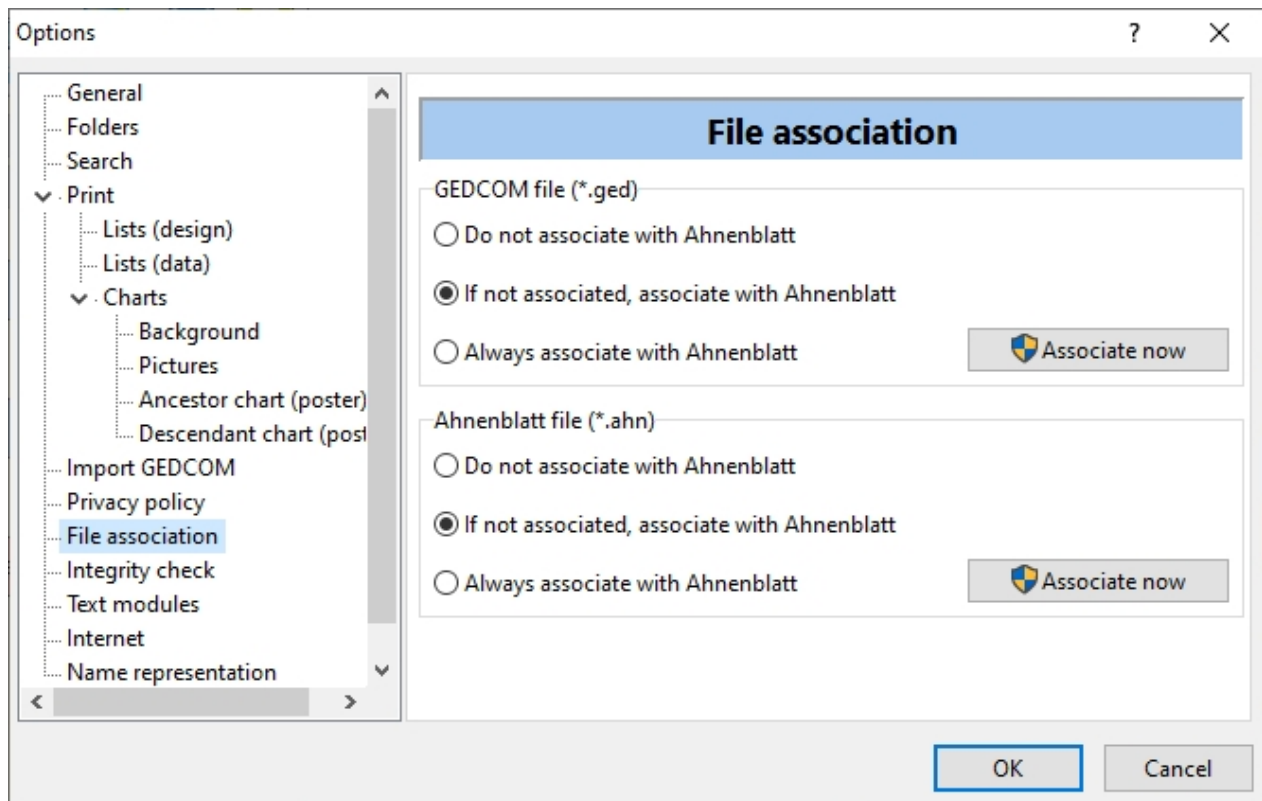 Options
?
General
Folders
Search
Print
Lists (design)
Lists (data)
Charts
Background
Pictures
Ancestor chart (poster)
Descendant chart (post
Import GEDCOM
Privacy policy
File association
Integrity check
Text modules
Internet
Name representation
File association
GEDCOM file (*.ged)
Do not associate with Ahnenblatt
If not associated, associate with Ahnenblatt
Always associate with Ahnenblatt
Associate now
Ahnenblatt file (*.ahn)
Do not associate with Ahnenblatt
If not associated, associate with Ahnenblatt
Always associate with Ahnenblatt
Associate now
OK
Cancel